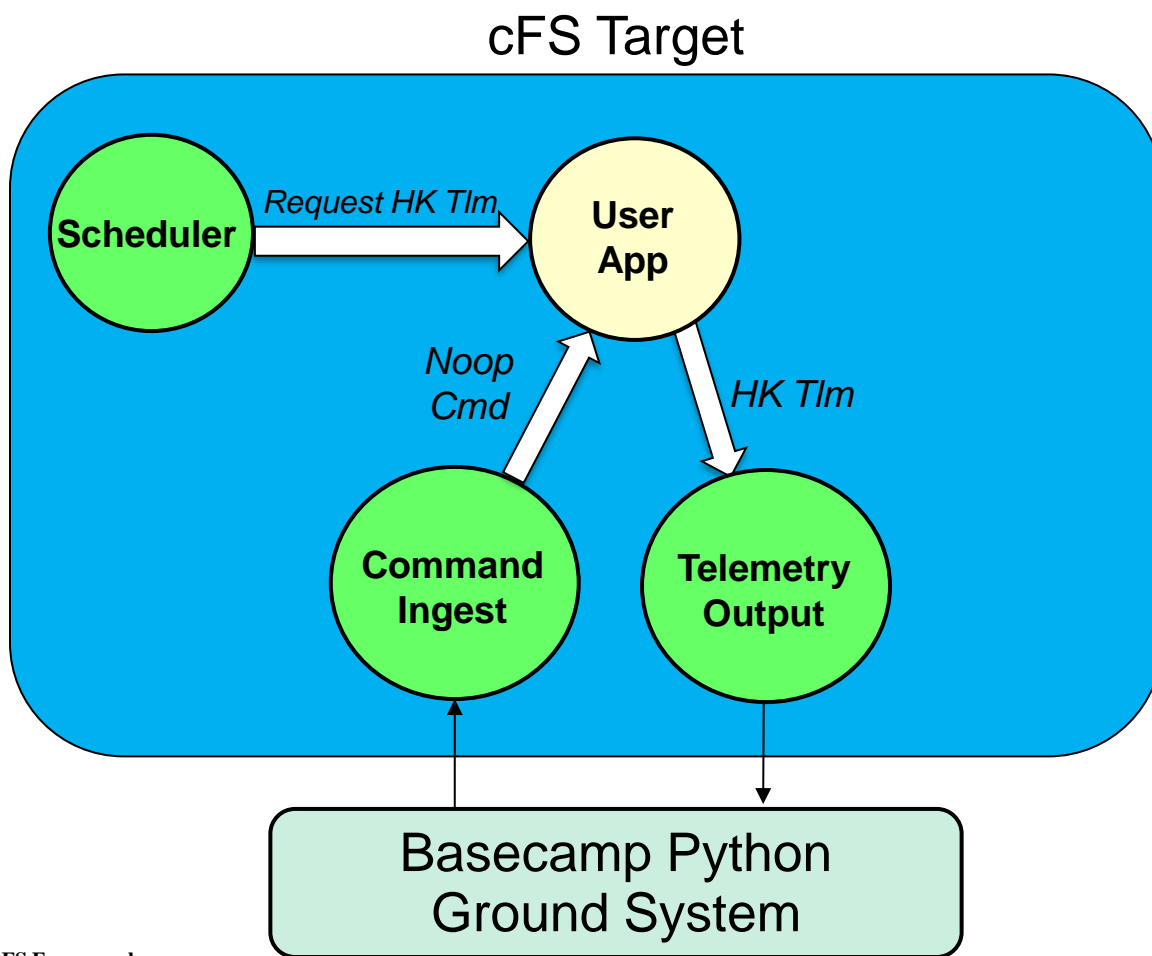 cFS Target
Request HK Tlm
Scheduler
User
App
Noop
Cmd
HK Tlm
Command
Ingest
Telemetry
Output
Basecamp Python
Ground System